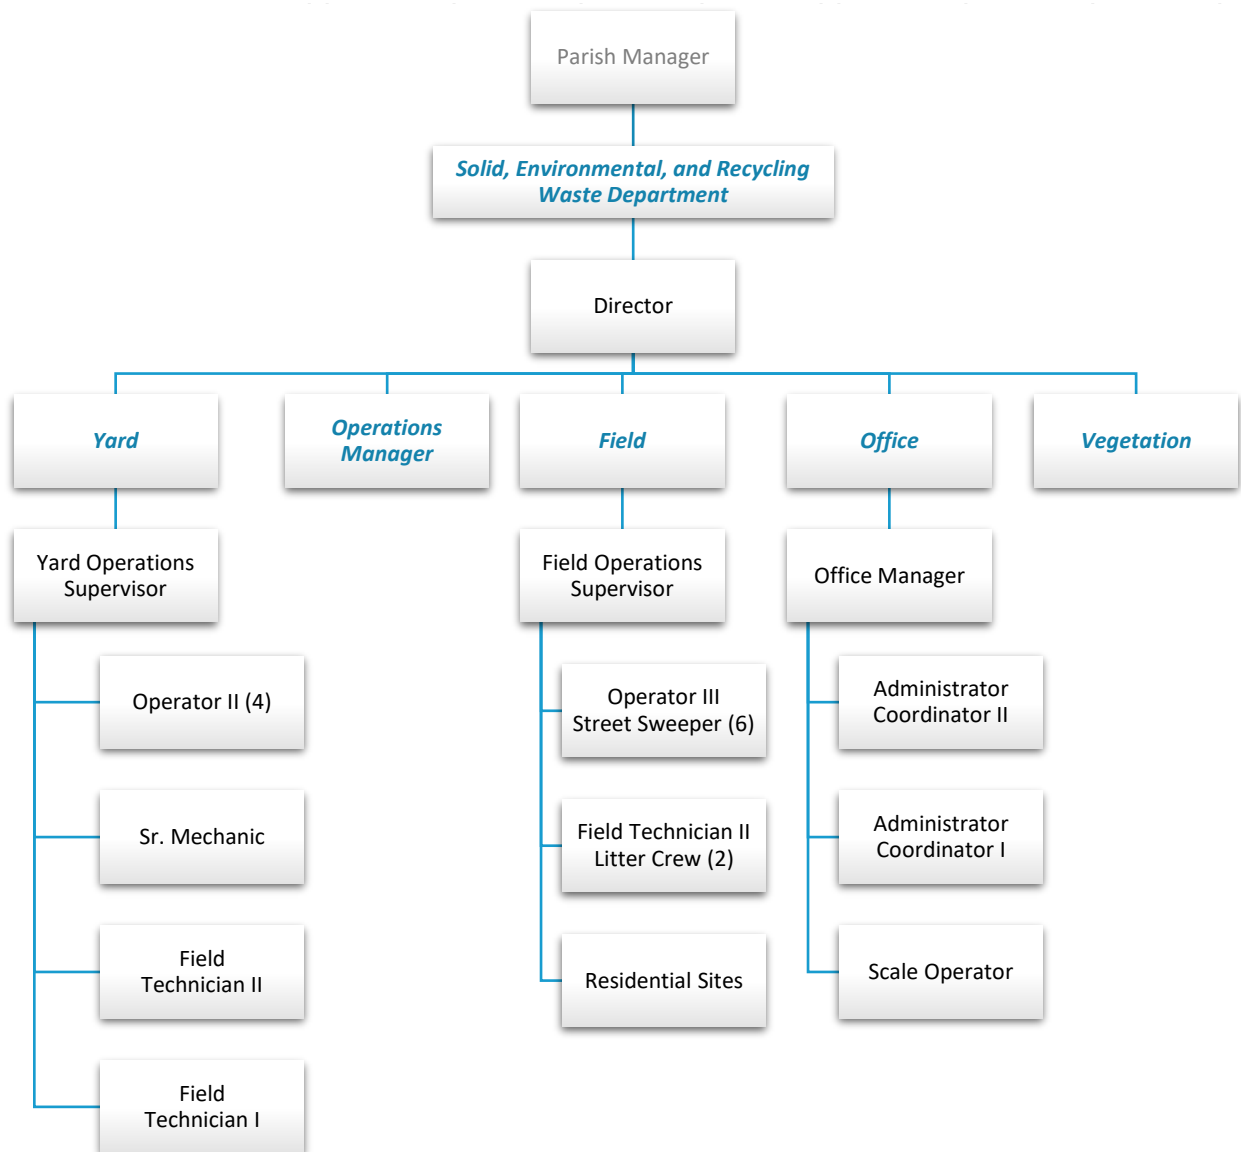 Parish Manager
Solid, Environmental, and Recycling
Waste Department
Director
Yard
Operations
Manager
Field
Office
Vegetation
Yard Operations
Supervisor
Field Operations
Supervisor
Office Manager
Operator II (4)
Sr. Mechanic
Field
Technician II
Field
Technician I
Operator III
Street Sweeper (6)
Field Technician II
Litter Crew (2)
Residential Sites
Administrator
Coordinator II
Administrator
Coordinator I
Scale Operator